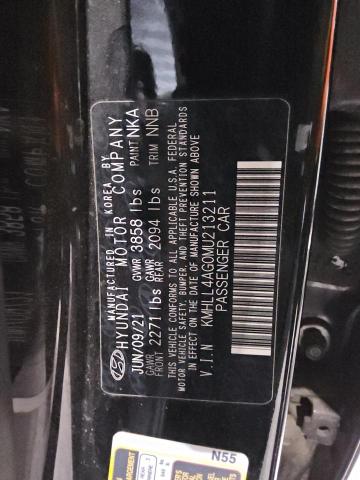 MANUFACTURED IN KOREA BY
HYUNDAI MOTOR COMPANY
JUN/09/21 GVWR 3858 lbs PAINT NKA
GAWR FRONT 2271 lbs GAWR REAR 2094 lbs TRIM NNB
THIS VEHICLE CONFORMS TO ALL APPLICABLE U.S.A. FEDERAL
MOTOR VEHICLE SAFETY, BUMPER, AND THEFT PREVENTION STANDARDS
IN EFFECT ON THE DATE OF MANUFACTURE SHOWN ABOVE
V.I.N KMHLL4AG0MU213211
PASSENGER CAR
N55